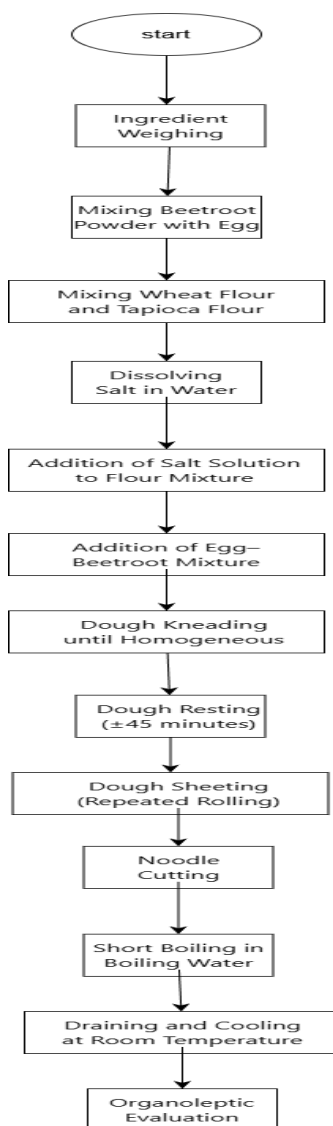 start
Ingredient
Weighing
Mixing Beetroot
Powder with Egg
Mixing Wheat Flour
and Tapioca Flour
Dissolving
Salt in Water
Addition of Salt Solution
to Flour Mixture
Addition of Egg–
Beetroot Mixture
Dough Kneading
until Homogeneous
Dough Resting
(±45 minutes)
Dough Sheeting
(Repeated Rolling)
Noodle
Cutting
Short Boiling in
Boiling Water
Draining and Cooling
at Room Temperature
Organoleptic
Evaluation